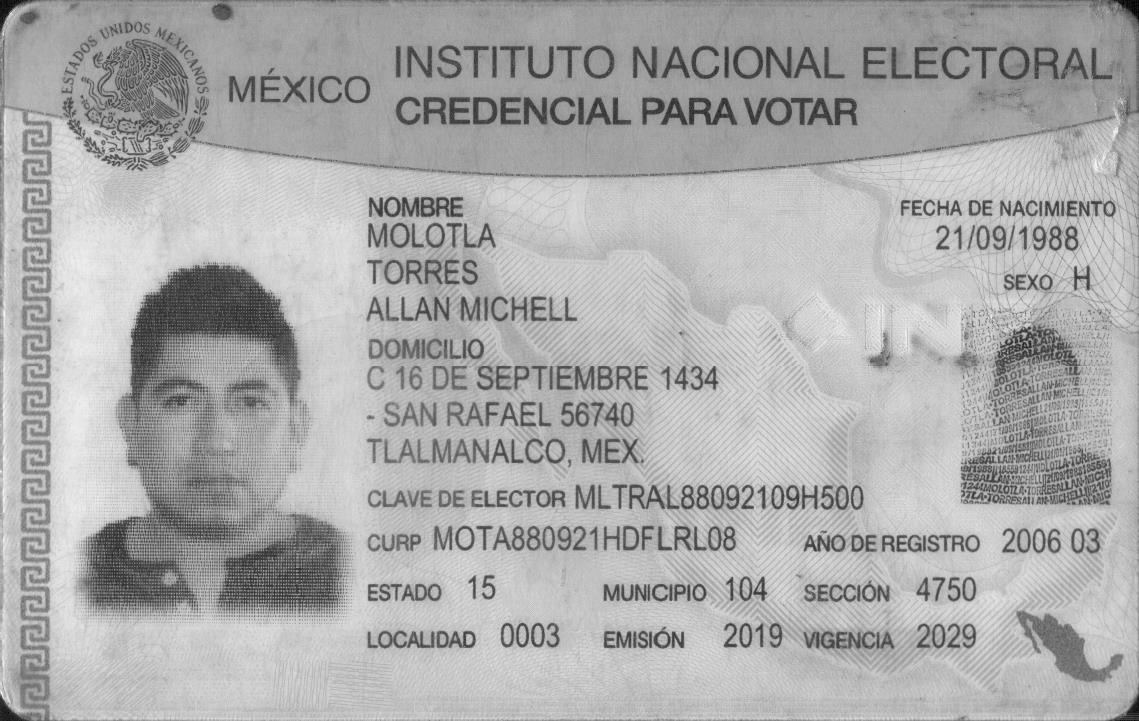 ESTADOS UNIDOS MEXICANOS
MÉXICO
INSTITUTO NACIONAL ELECTORAL
CREDENCIAL PARA VOTAR
NOMBRE
MOLOTLA
TORRES
ALLAN MICHELL
FECHA DE NACIMIENTO
21/09/1988
SEXO H
DOMICILIO
C 16 DE SEPTIEMBRE 1434
- SAN RAFAEL 56740
TLALMANALCO, MEX.
CLAVE DE ELECTOR MLTRAL88092109H500
CURP MOTA880921HDFLRL08 AÑO DE REGISTRO 2006 03
ESTADO 15 MUNICIPIO 104 SECCIÓN 4750
LOCALIDAD 0003 EMISIÓN 2019 VIGENCIA 2029